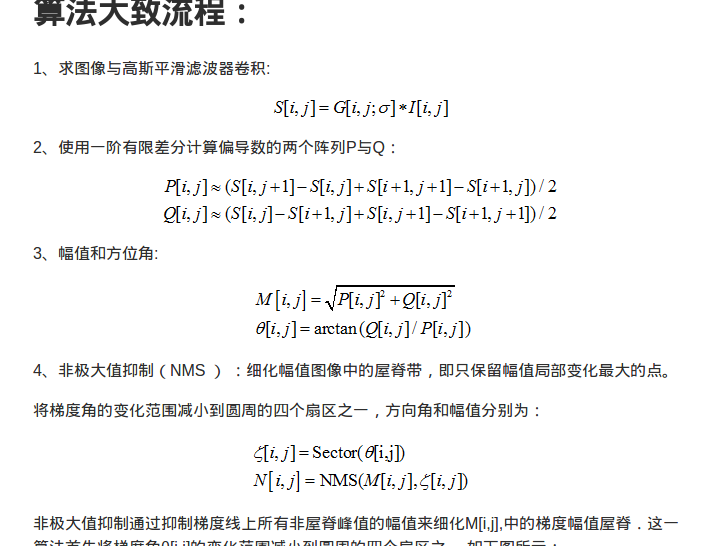 算法大致流程：
1、求图像与高斯平滑滤波器卷积:
S[i, j] = G[i, j; σ] * I[i, j]
2、使用一阶有限差分计算偏导数的两个阵列P与Q：
P[i, j] ≈ (S[i, j +1] − S[i, j] + S[i +1, j +1] − S[i +1, j]) / 2
Q[i, j] ≈ (S[i, j] − S[i +1, j] + S[i, j +1] − S[i +1, j +1]) / 2
3、幅值和方位角:
M[i, j] = √(P[i, j]² + Q[i, j]²)
θ[i, j] = arctan(Q[i, j] / P[i, j])
4、非极大值抑制（NMS ）：细化幅值图像中的屋脊带，即只保留幅值局部变化最大的点。
将梯度角的变化范围减小到圆周的四个扇区之一，方向角和幅值分别为：
ζ[i, j] = Sector(θ[i,j])
N[i, j] = NMS(M[i, j], ζ[i, j])
非极大值抑制通过抑制梯度线上所有非屋脊峰值的幅值来细化M[i,j],中的梯度幅值屋脊．这一
算法首先将梯度角θ[i,j]的变化范围减小到圆周的四个扇区之一，如下图所示：